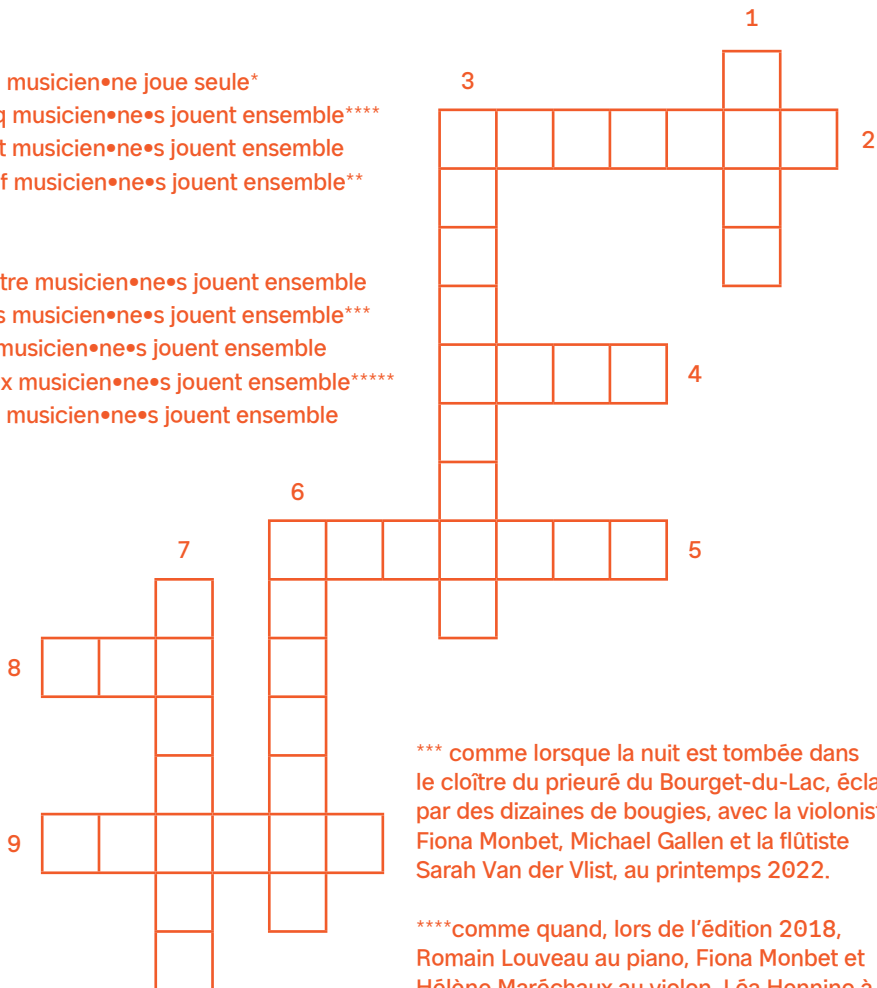 1
musicien•ne joue seule*
3
musicien•ne•s jouent ensemble****
2
musicien•ne•s jouent ensemble
musicien•ne•s jouent ensemble**
musicien•ne•s jouent ensemble
musicien•ne•s jouent ensemble***
4
musicien•ne•s jouent ensemble
musicien•ne•s jouent ensemble*****
musicien•ne•s jouent ensemble
6
7
5
8
*** comme lorsque la nuit est tombée dans
le cloître du prieuré du Bourget-du-Lac, écla
par des dizaines de bougies, avec la violonis
9
Fiona Monbet, Michael Gallen et la flûtiste
Sarah Van der Vlist, au printemps 2022.
****comme quand, lors de l'édition 2018,
Romain Louveau au piano, Fiona Monbet et